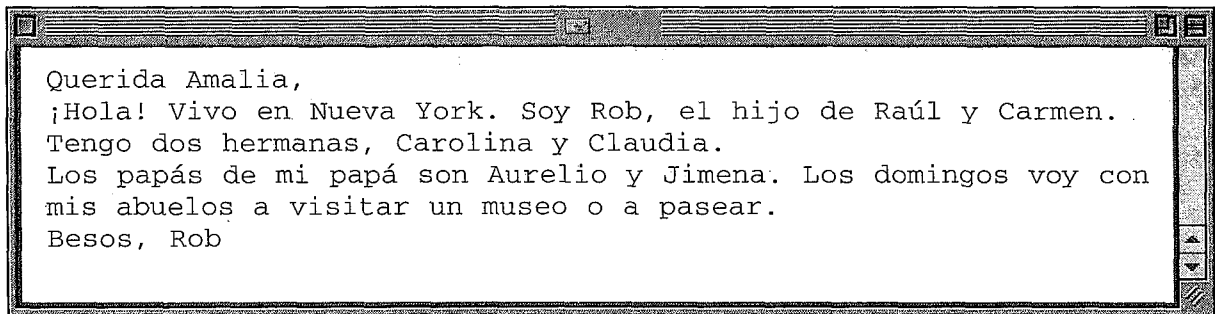 Querida Amalia,
¡Hola! Vivo en Nueva York. Soy Rob, el hijo de Raúl y Carmen.
Tengo dos hermanas, Carolina y Claudia.
Los papás de mi papá son Aurelio y Jimena. Los domingos voy con
mis abuelos a visitar un museo o a pasear.
Besos, Rob